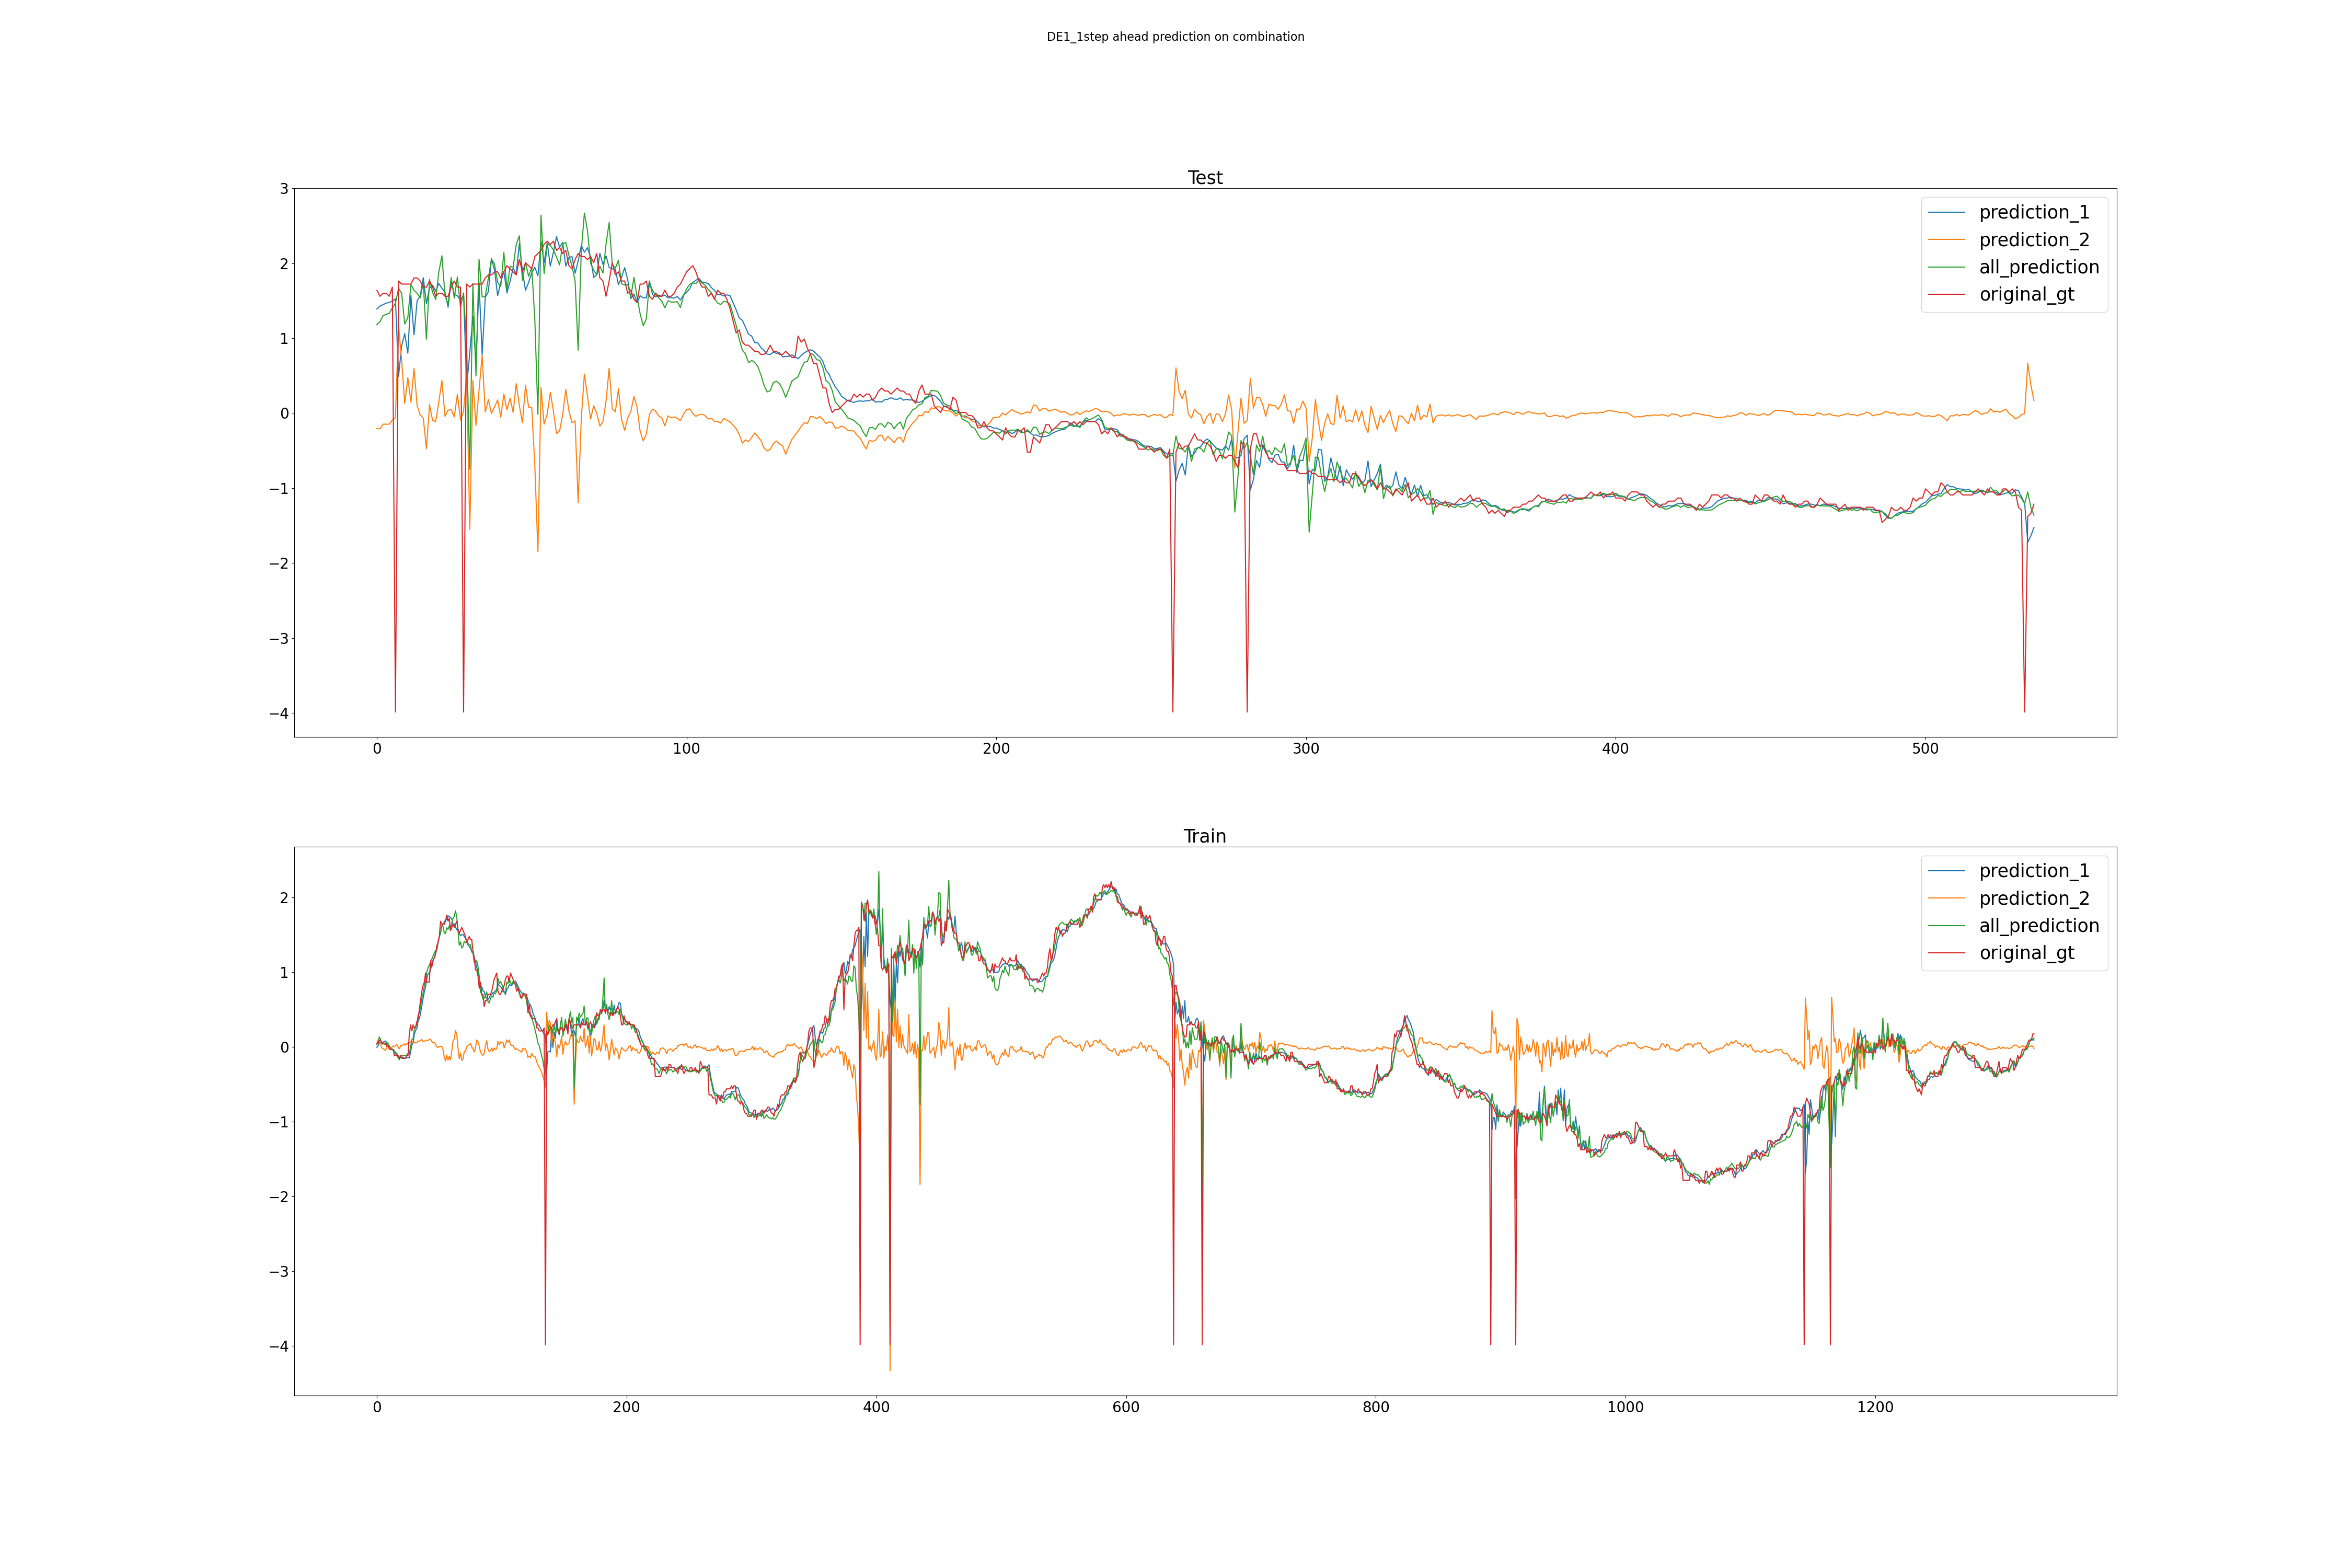 DE1_1step ahead prediction on combination
Test
3
2
1
0
−1
−2
−3
−4
prediction_1
prediction_2
all_prediction
original_gt
0 100 200 300 400 500
Train
2
1
0
−1
−2
−3
−4
prediction_1
prediction_2
all_prediction
original_gt
0 200 400 600 800 1000 1200